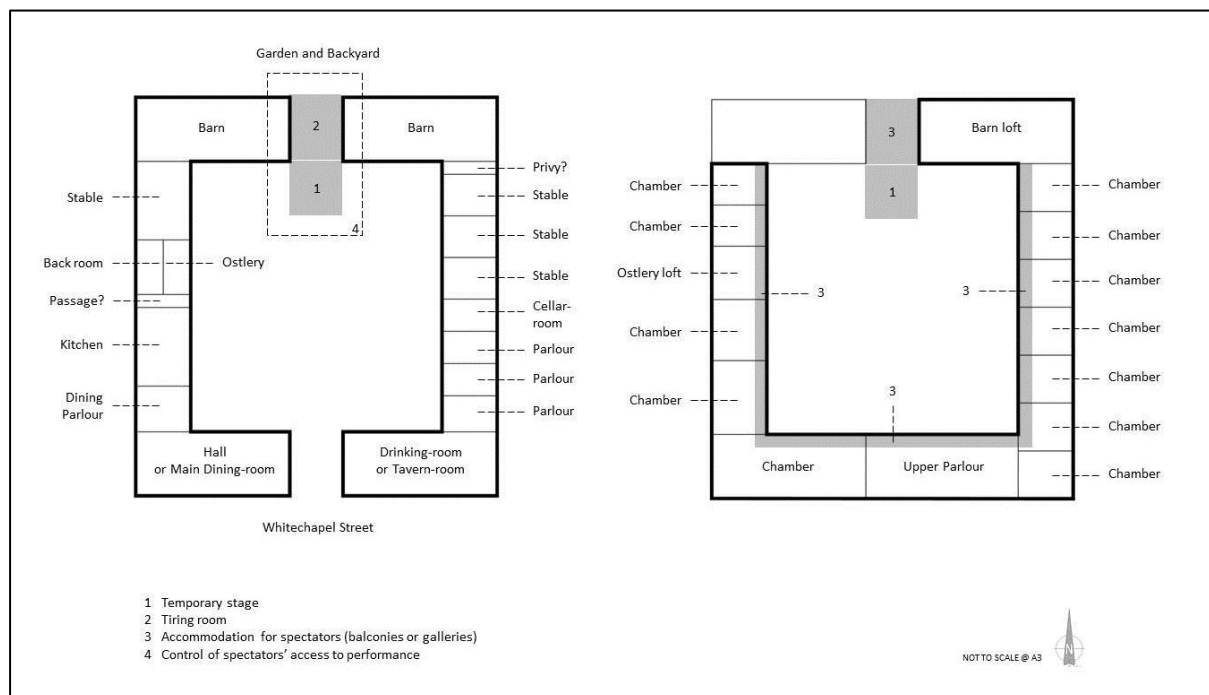 Garden and Backyard
Barn
2
Barn
1
4
Stable
Back room
Ostlery
Passage?
Kitchen
Dining
Parlour
Privy?
Stable
Stable
Stable
Cellar-
room
Parlour
Parlour
Parlour
Hall
or Main Dining-room
Drinking-room
or Tavern-room
Whitechapel Street
3
Barn loft
1
Chamber
Chamber
Ostlery loft
Chamber
Chamber
3
3
3
Chamber
Chamber
Chamber
Chamber
Chamber
Chamber
Chamber
Chamber
Upper Parlour
1 Temporary stage
2 Tiring room
3 Accommodation for spectators (balconies or galleries)
4 Control of spectators' access to performance
NOT TO SCALE @ A3
N